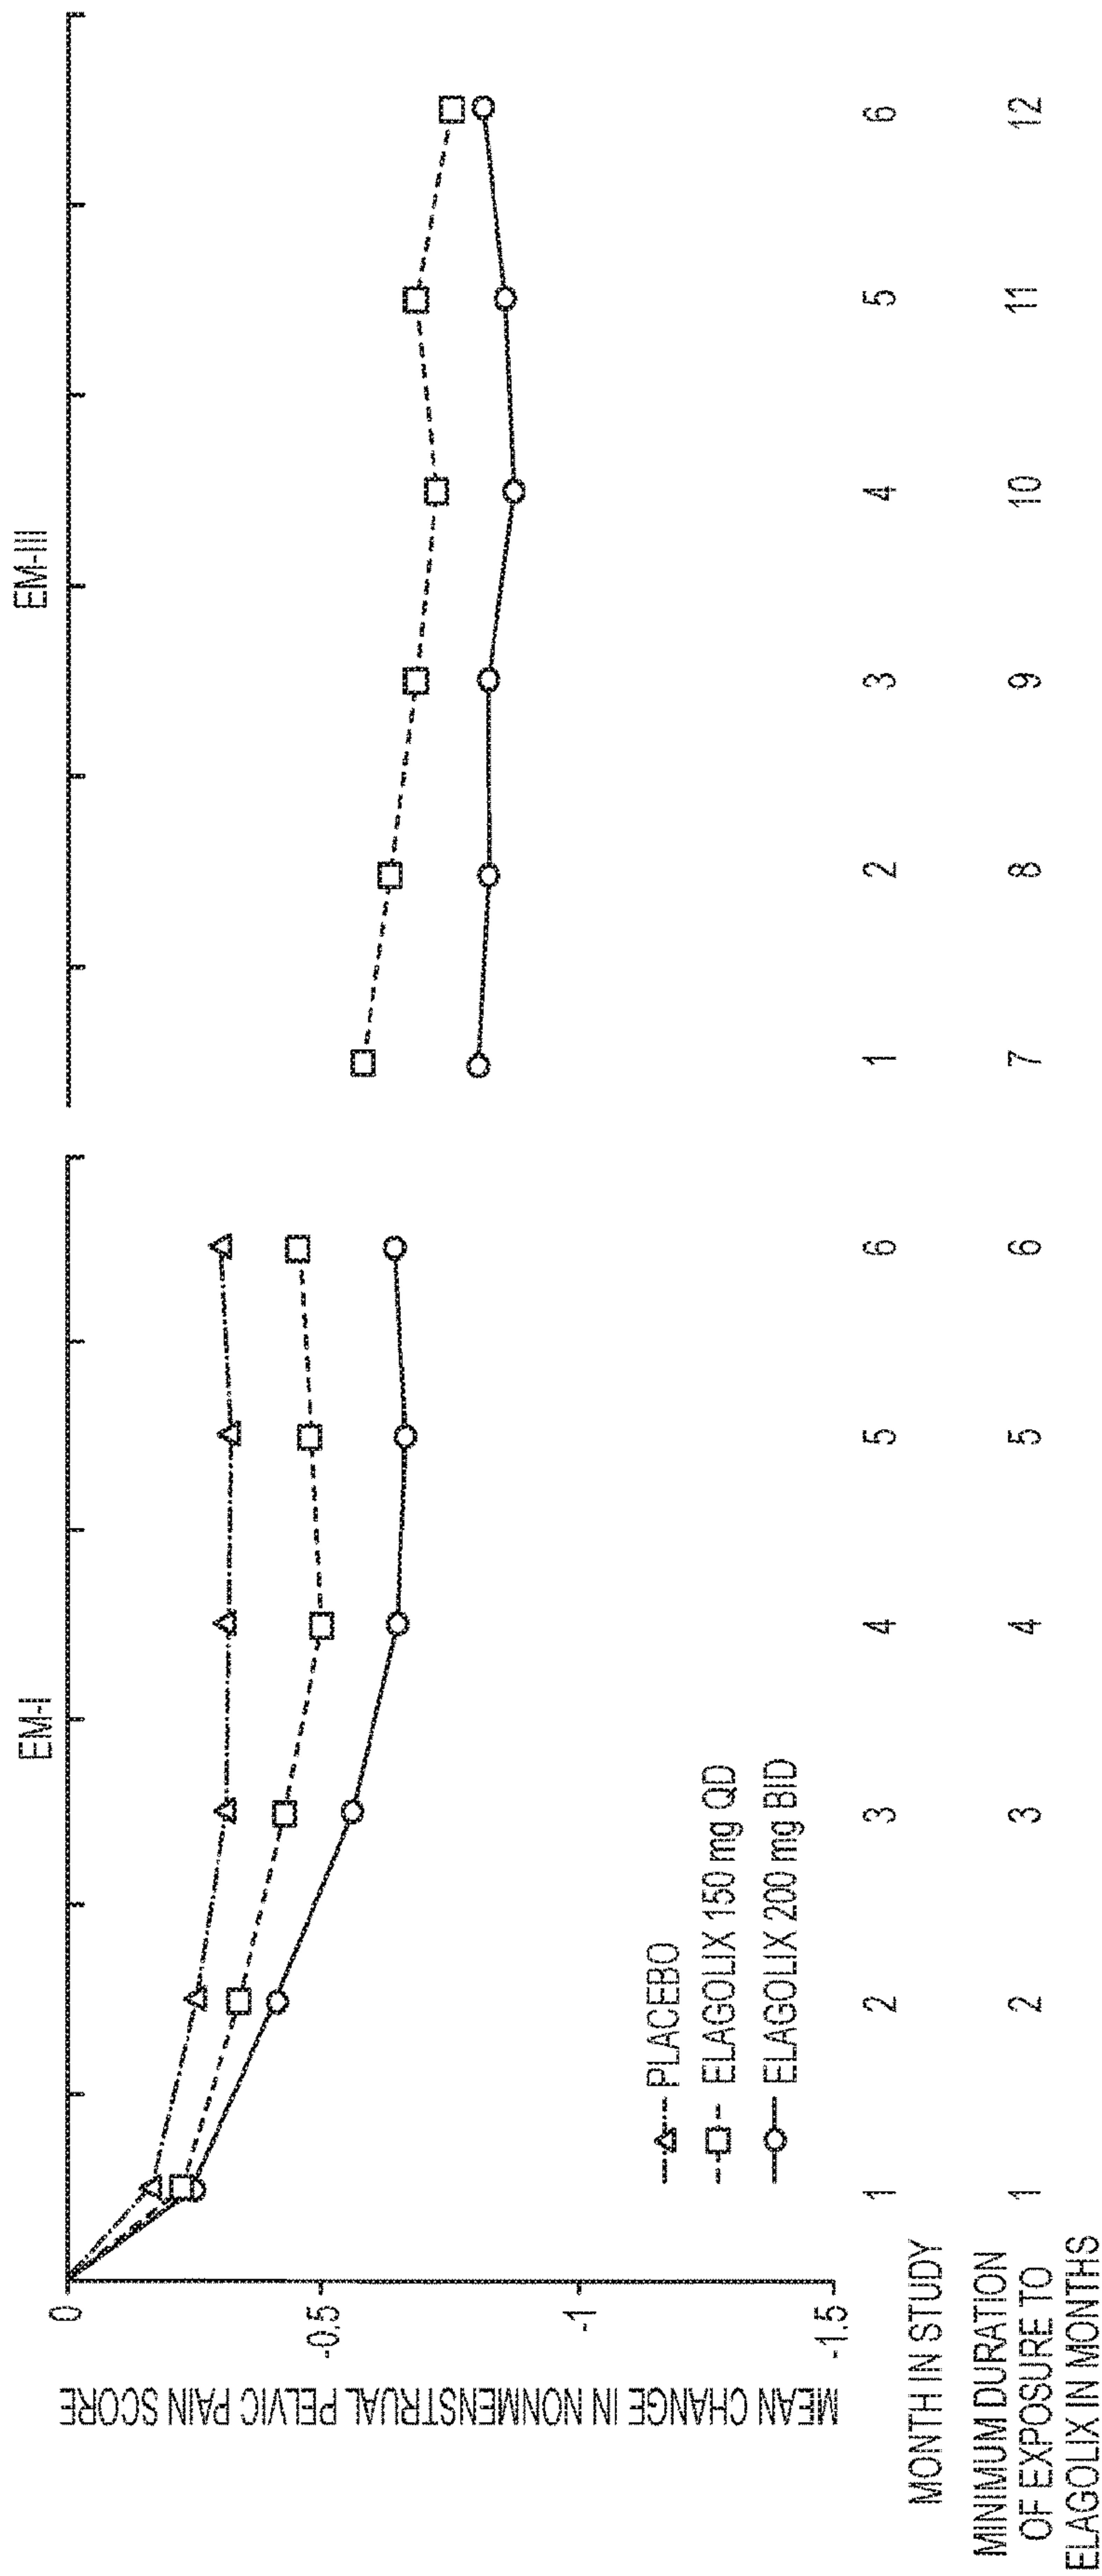 EM-I
EM-III
MEAN CHANGE IN NONMENSTRUAL PELVIC PAIN SCORE
0
-0.5
-1
-1.5
PLACEBO
ELAGOLIX 150 mg QD
ELAGOLIX 200 mg BID
MONTH IN STUDY 1 2 3 4 5 6 1 2 3 4 5 6
MINIMUM DURATION
OF EXPOSURE TO
ELAGOLIX IN MONTHS
1 2 3 4 5 6 7 8 9 10 11 12